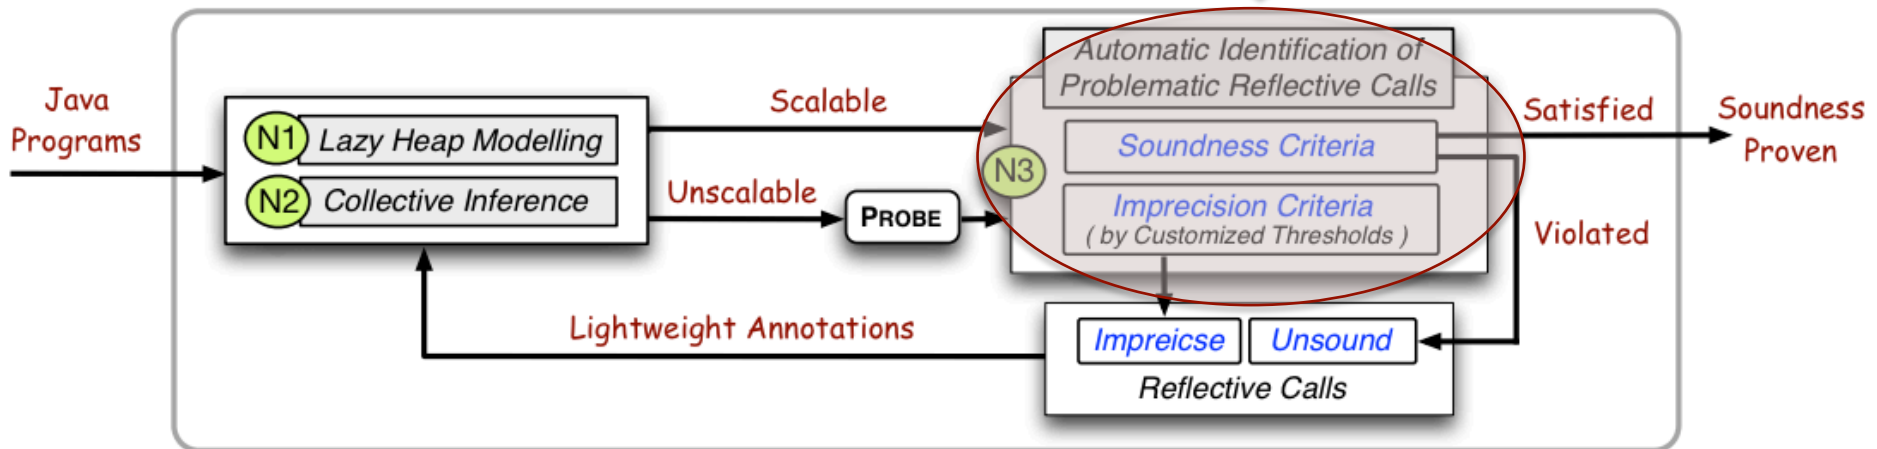 Java
Programs
N1
Lazy Heap Modelling
N2
Collective Inference
Scalable
Unscalable
PROBE
Automatic Identification of
Problematic Reflective Calls
N3
Soundness Criteria
Imprecision Criteria
( by Customized Thresholds )
Satisfied
Soundness
Proven
Violated
Lightweight Annotations
Impreicse
Unsound
Reflective Calls